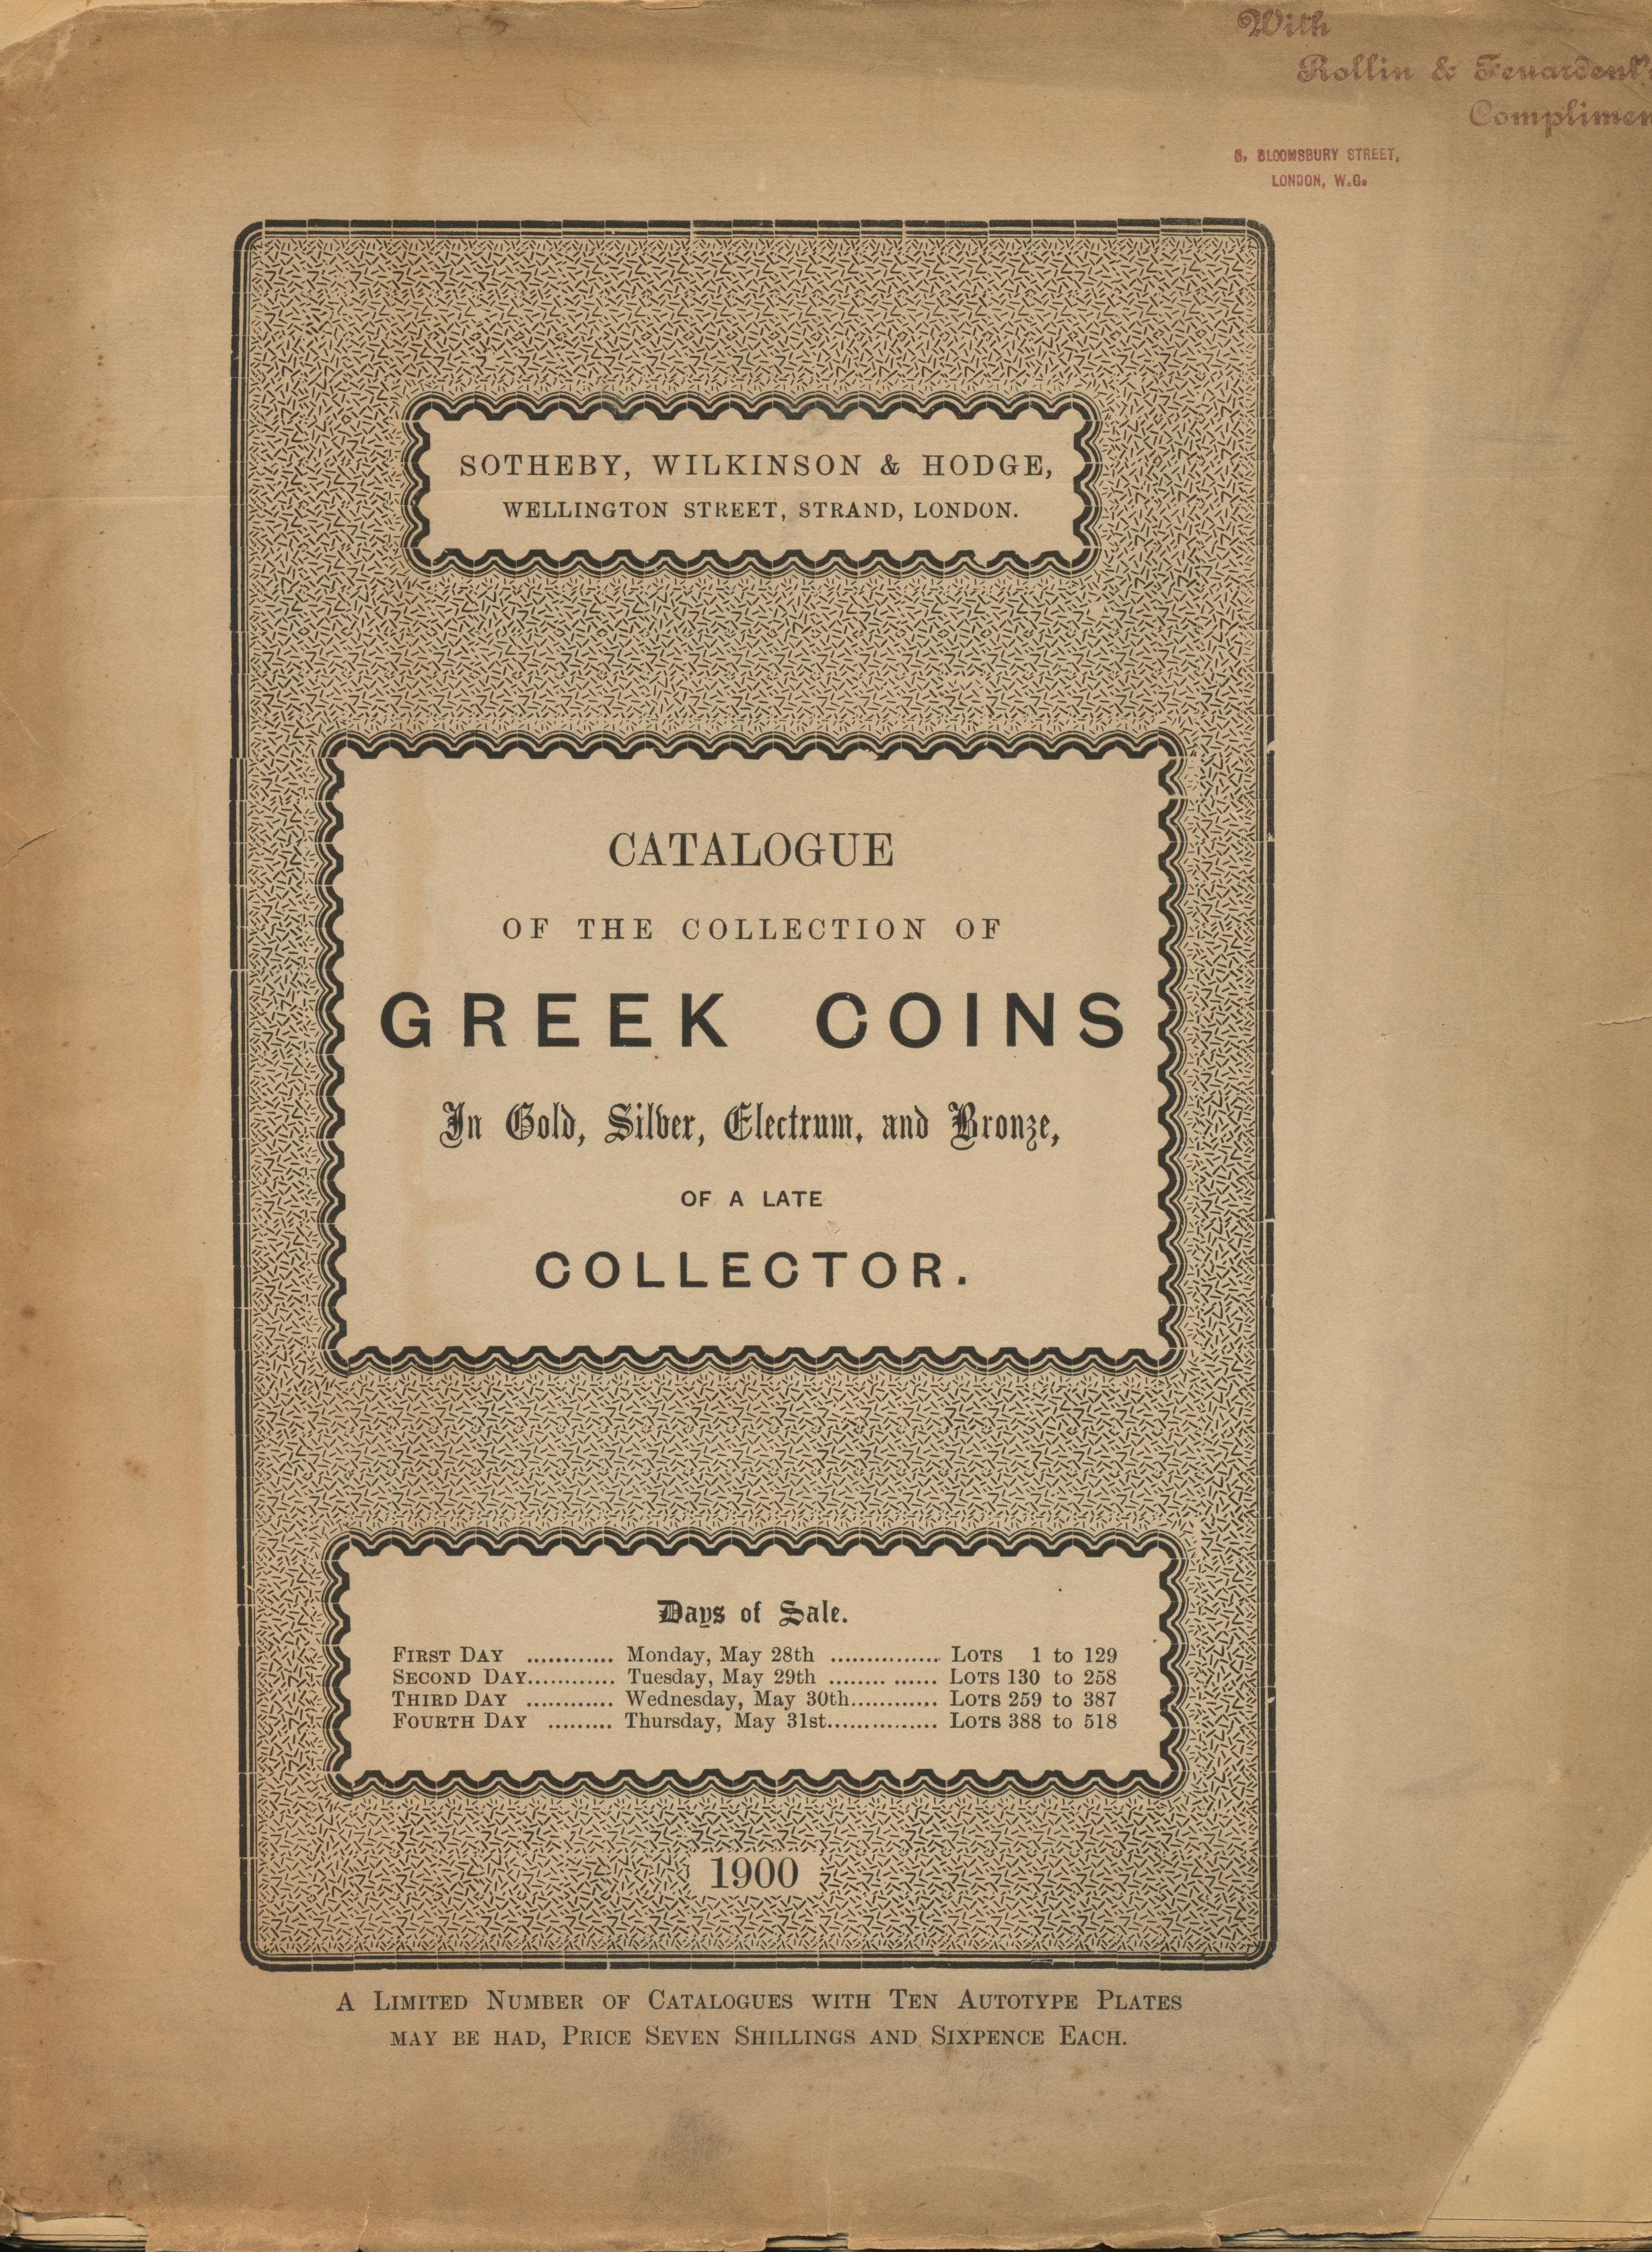 With
Rollin & Feuardent's
Complimen
6, BLOOMSBURY STREET,
LONDON, W.C.
SOTHEBY, WILKINSON & HODGE,
WELLINGTON STREET, STRAND, LONDON.
CATALOGUE
OF THE COLLECTION OF
GREEK COINS
In Gold, Silver, Electrum, and Bronze,
OF A LATE
COLLECTOR.
Days of Sale.
FIRST DAY ............ Monday, May 28th ................ LOTS 1 to 129
SECOND DAY............ Tuesday, May 29th ........ ...... LOTS 130 to 258
THIRD DAY ............ Wednesday, May 30th............ LOTS 259 to 387
FOURTH DAY ......... Thursday, May 31st............... LOTS 388 to 518
1900
A LIMITED NUMBER OF CATALOGUES WITH TEN AUTOTYPE PLATES
MAY BE HAD, PRICE SEVEN SHILLINGS AND SIXPENCE EACH.